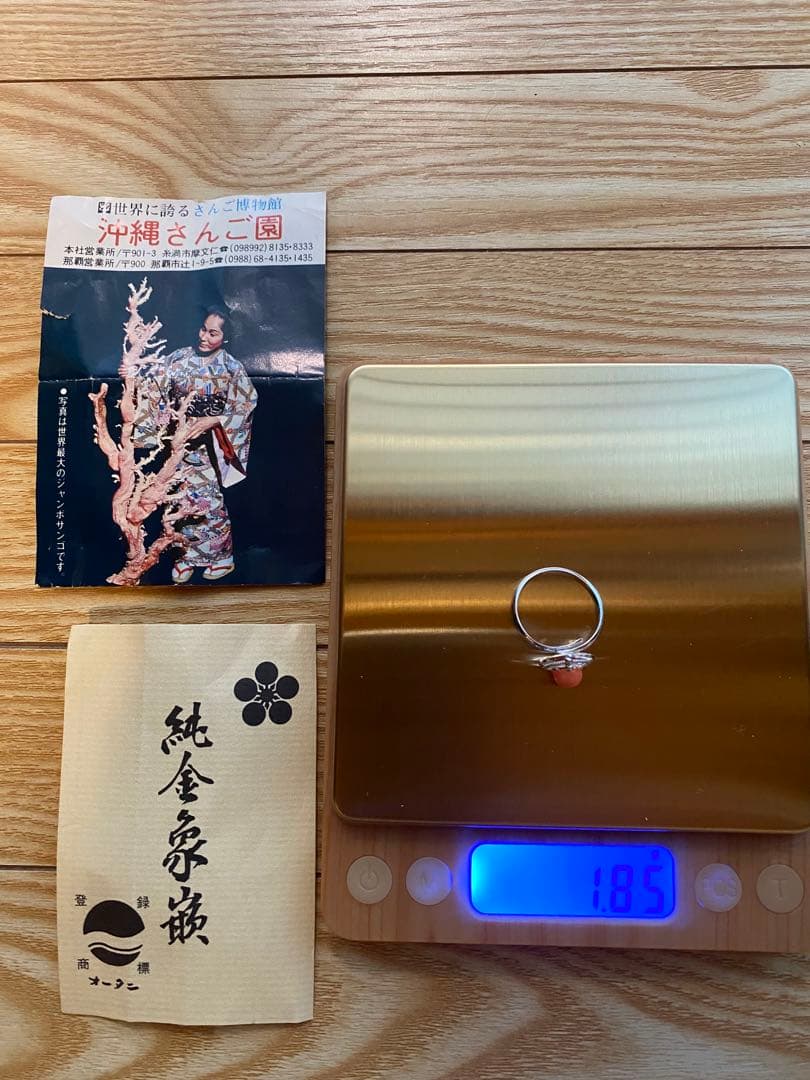 世界に誇るさんご博物館
沖縄さんご園
本社営業所/〒901-3 糸満市摩文仁☎(098992)8135・8333
那覇営業所/〒900 那覇市辻1-9-5☎(0988)68-4135・1435
●写真は世界最大のジャンボサンゴです。
純金象嵌
登録
商標
オータニ
1.85
PCS
T